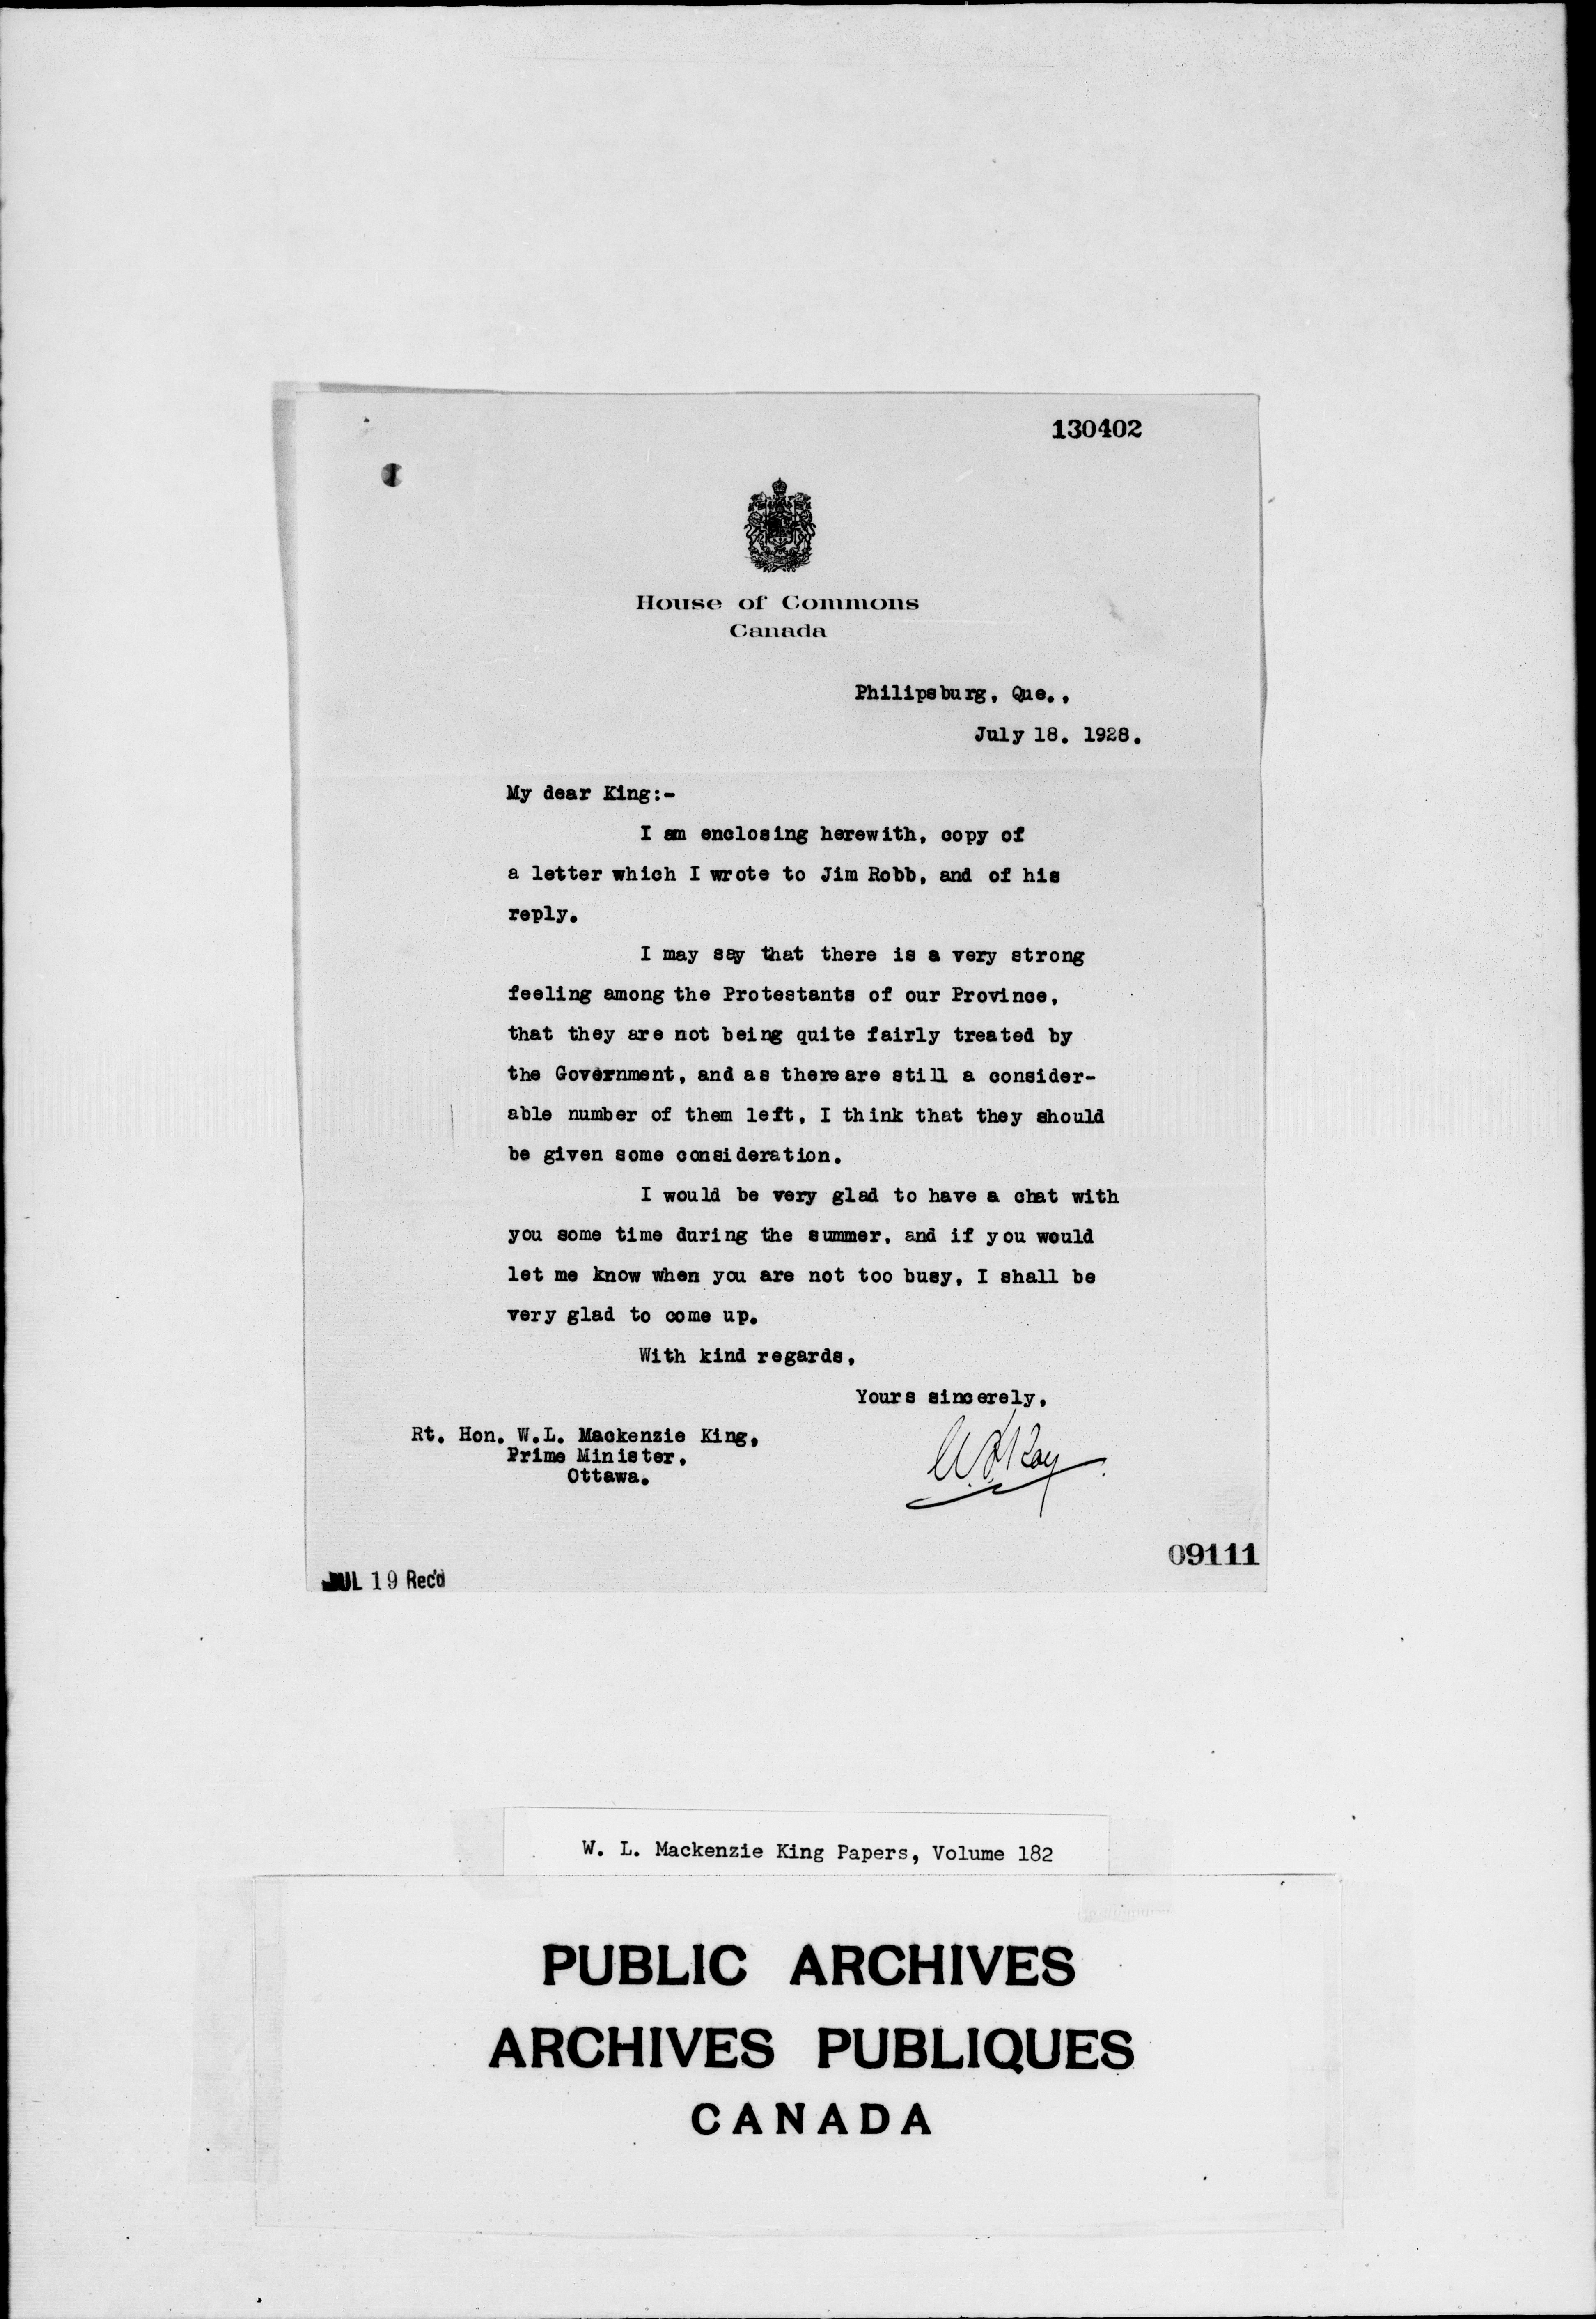 130402
House of Commons
Canada
Philipsburg, Que.,
July 18. 1928.
My dear King:-
I am enclosing herewith, copy of
a letter which I wrote to Jim Robb, and of his
reply.
I may say that there is a very strong
feeling among the Protestants of our Province,
that they are not being quite fairly treated by
the Government, and as there are still a consider-
able number of them left, I think that they should
be given some consideration.
I would be very glad to have a chat with
you some time during the summer, and if you would
let me know when you are not too busy, I shall be
very glad to come up.
With kind regards,
Yours sincerely,
Rt. Hon. W.L. Mackenzie King,
Prime Minister,
Ottawa.
09111
JUL 19 Rec'd
W. L. Mackenzie King Papers, Volume 182
PUBLIC ARCHIVES
ARCHIVES PUBLIQUES
CANADA